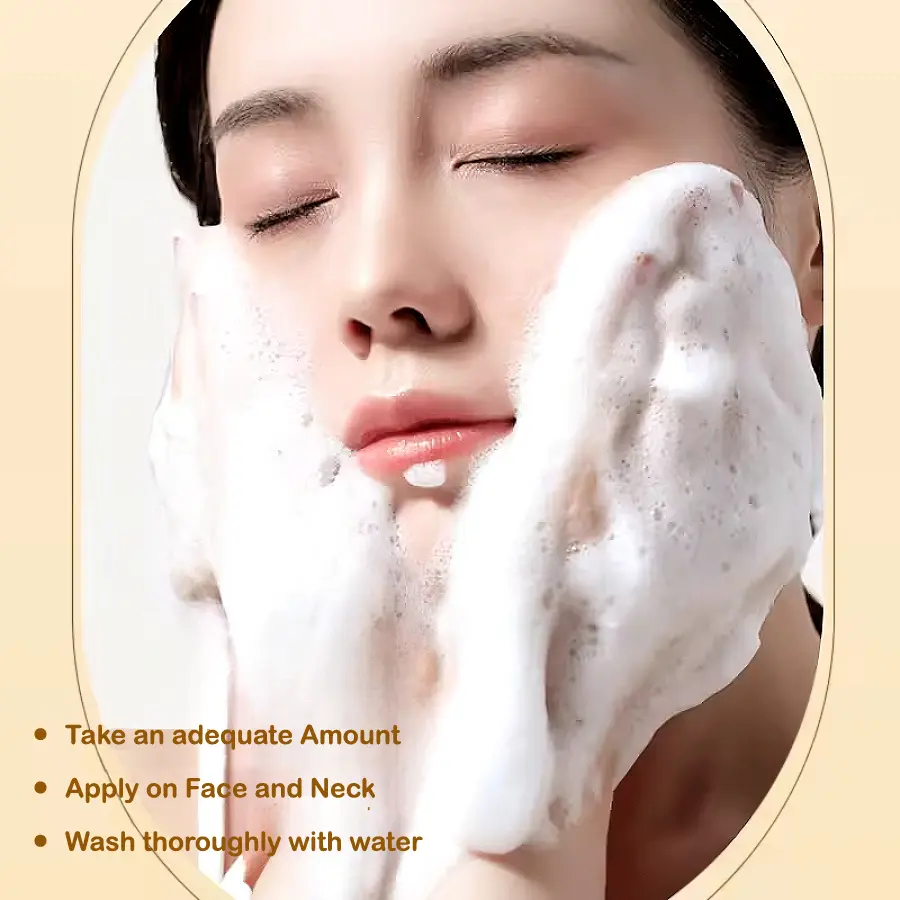 • Take an adequate Amount
• Apply on Face and Neck
• Wash thoroughly with water